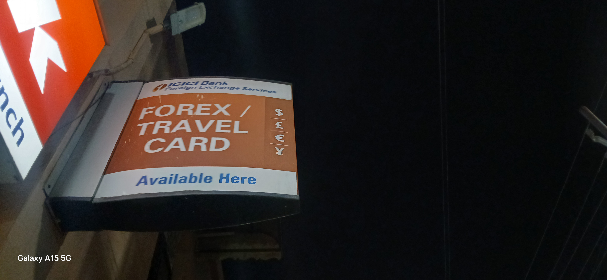 ICICI Bank
Foreign Exchange Services
FOREX /
TRAVEL
CARD
$
£
€
¥
Available Here
nch
Galaxy A15 5G